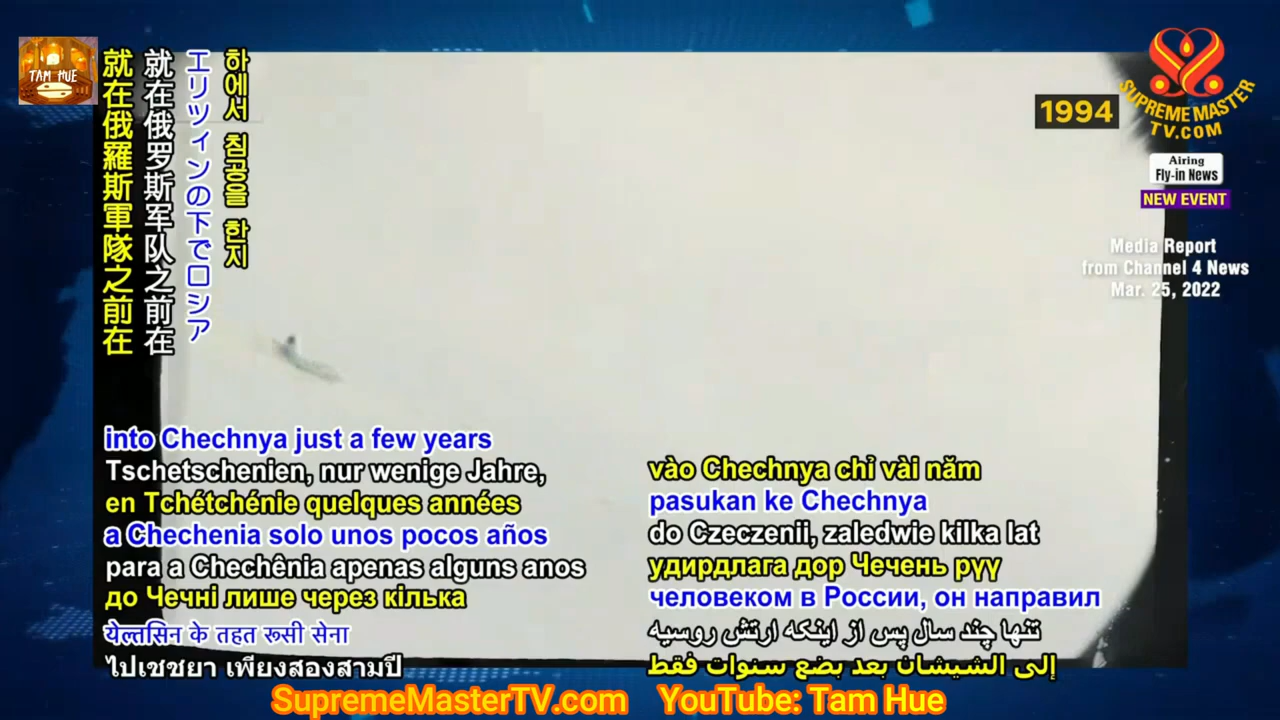 TAM HUE
就在俄羅斯軍隊之前在
就在俄罗斯军队之前在
エリツィンの下でロシア
하에서 침공을 한지
1994
SUPREME MASTER
TV.COM
Airing
Fly-in News
NEW EVENT
Media Report
from Channel 4 News
Mar. 25, 2022
into Chechnya just a few years
Tschetschenien, nur wenige Jahre,
en Tchétchénie quelques années
a Chechenia solo unos pocos años
para a Chechênia apenas alguns anos
до Чечні лише через кілька
येल्तसिन के तहत रूसी सेना
ไปเชชยา เพียงสองสามปี
vào Chechnya chỉ vài năm
pasukan ke Chechnya
do Czeczenii, zaledwie kilka lat
удирдлага дор Чечень рүү
человеком в России, он направил
تنها چند سال پس از اینکه ارتش روسیه
إلى الشيشان بعد بضع سنوات فقط
SupremeMasterTV.com YouTube: Tam Hue